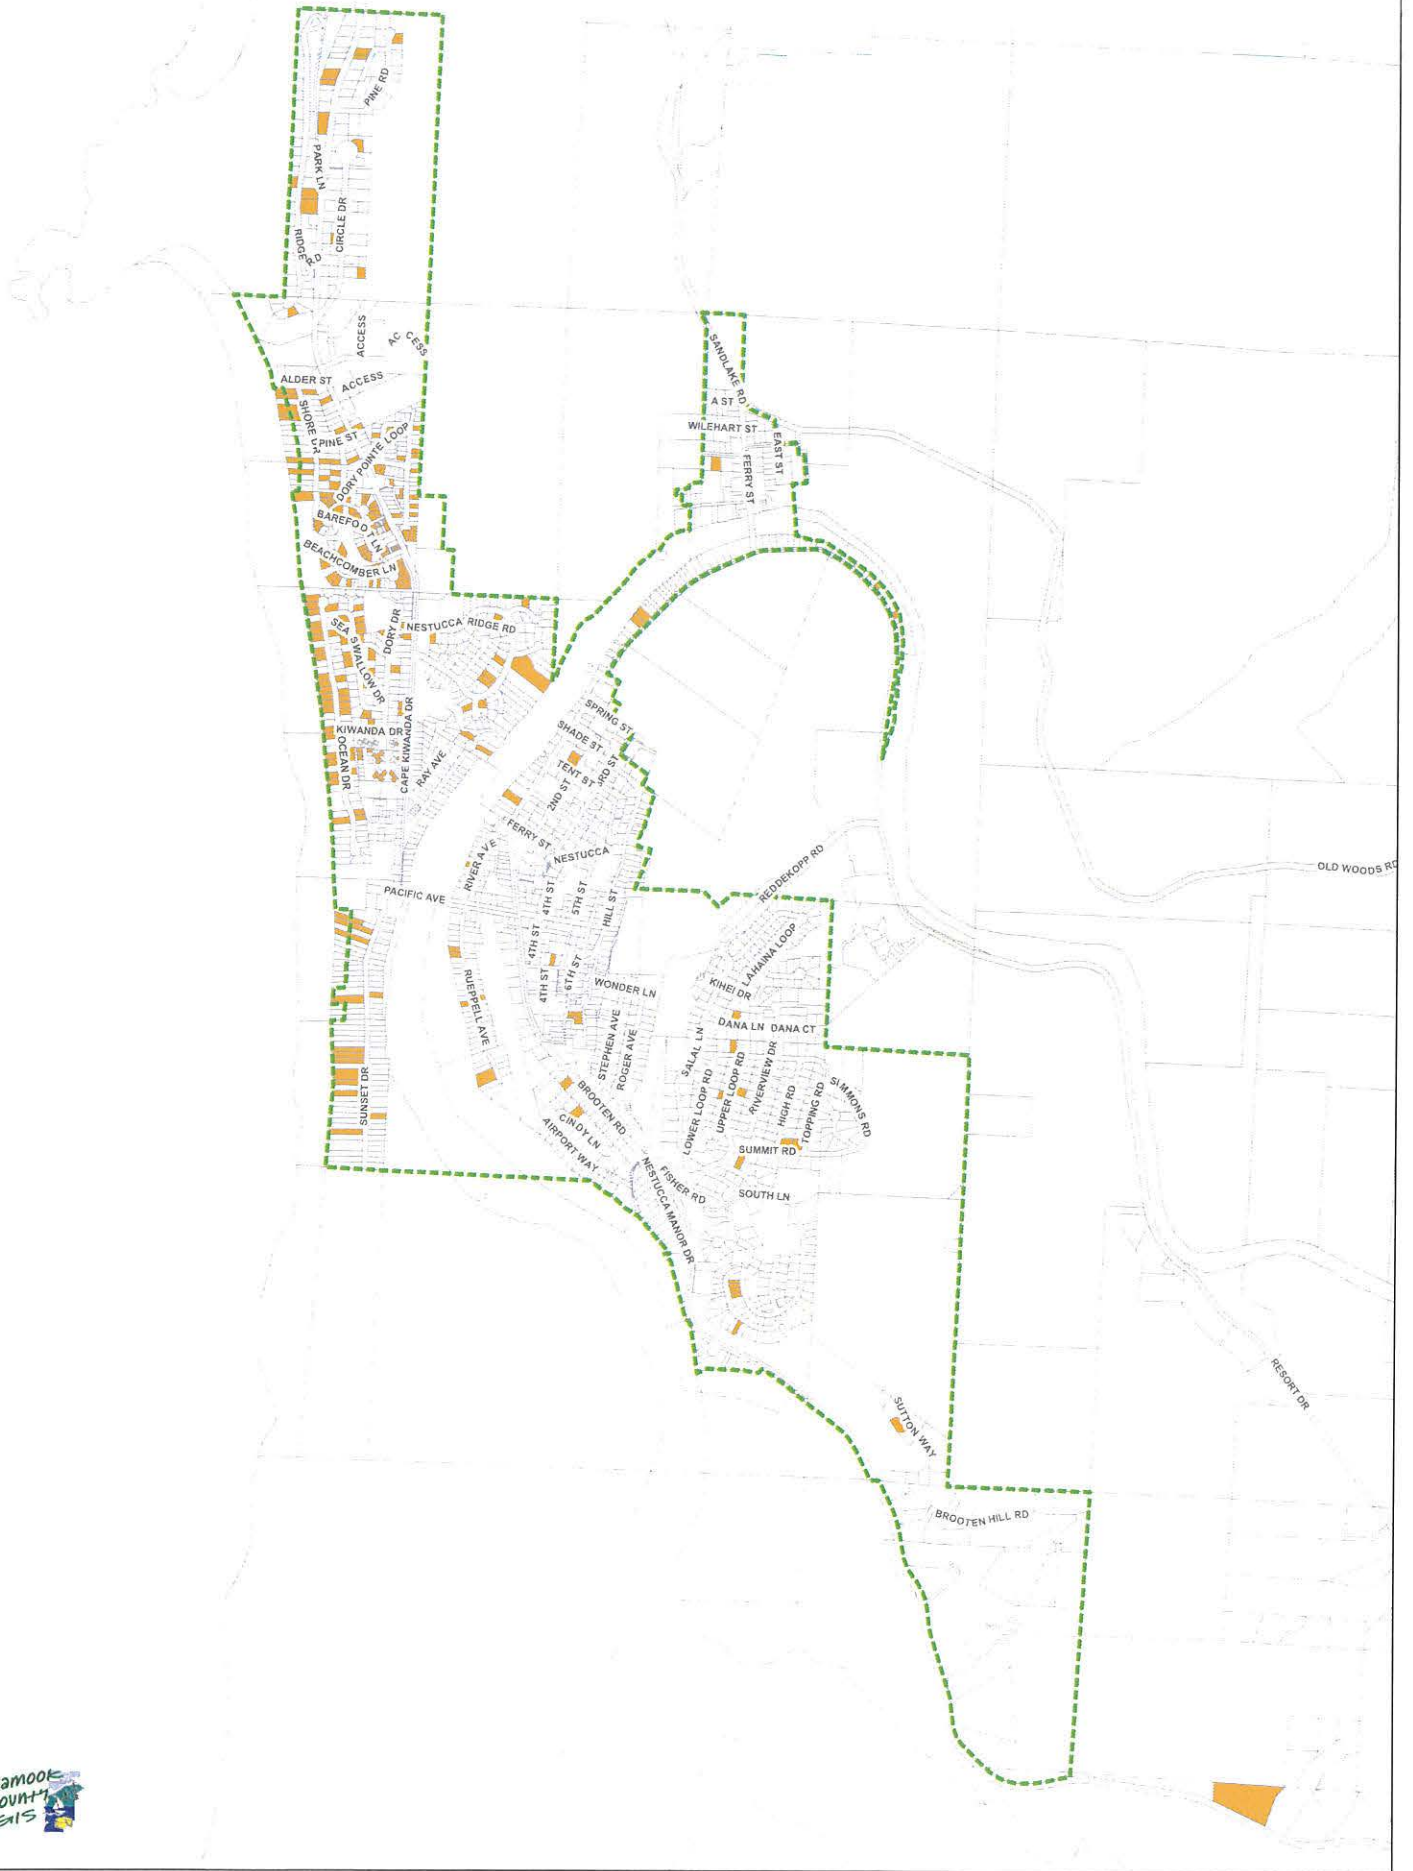 PINE RD
PARK LN
CIRCLE DR
RIDGE RD
ACCESS
ACCESS
ALDER ST
ACCESS
SHORE DR
PINE ST
DORY POINTE LOOP
BAREFOOT LN
BEACHCOMBER LN
SANDLAKE RD
A ST
WILEHART ST
EAST ST
FERRY ST
SEA SWALLOW DR
DORY DR
NESTUCCA RIDGE RD
KIWANDA DR
OCEAN DR
CAPE KIWANDA DR
RAY AVE
SPRING ST
SHADE ST
TENT ST
3RD ST
2ND ST
FERRY ST
NESTUCCA
RIVER AVE
PACIFIC AVE
4TH ST
5TH ST
HILL ST
4TH ST
4TH ST
6TH ST
REDDEKOPP RD
OLD WOODS RD
LAHAINA LOOP
KIHEI DR
WONDER LN
RUEPPELL AVE
STEPHEN AVE
ROGER AVE
DANA LN
DANA CT
SALAL LN
LOWER LOOP RD
UPPER LOOP RD
RIVERVIEW DR
HIGH RD
TOPPING RD
SIMMONS RD
SUNSET DR
BROOTEN RD
CINDY LN
AIRPORT WAY
SUMMIT RD
FISHER RD
SOUTH LN
NESTUCCA MANOR DR
RESORT DR
SUTTON WAY
BROOTEN HILL RD
amook
ounty
GIS